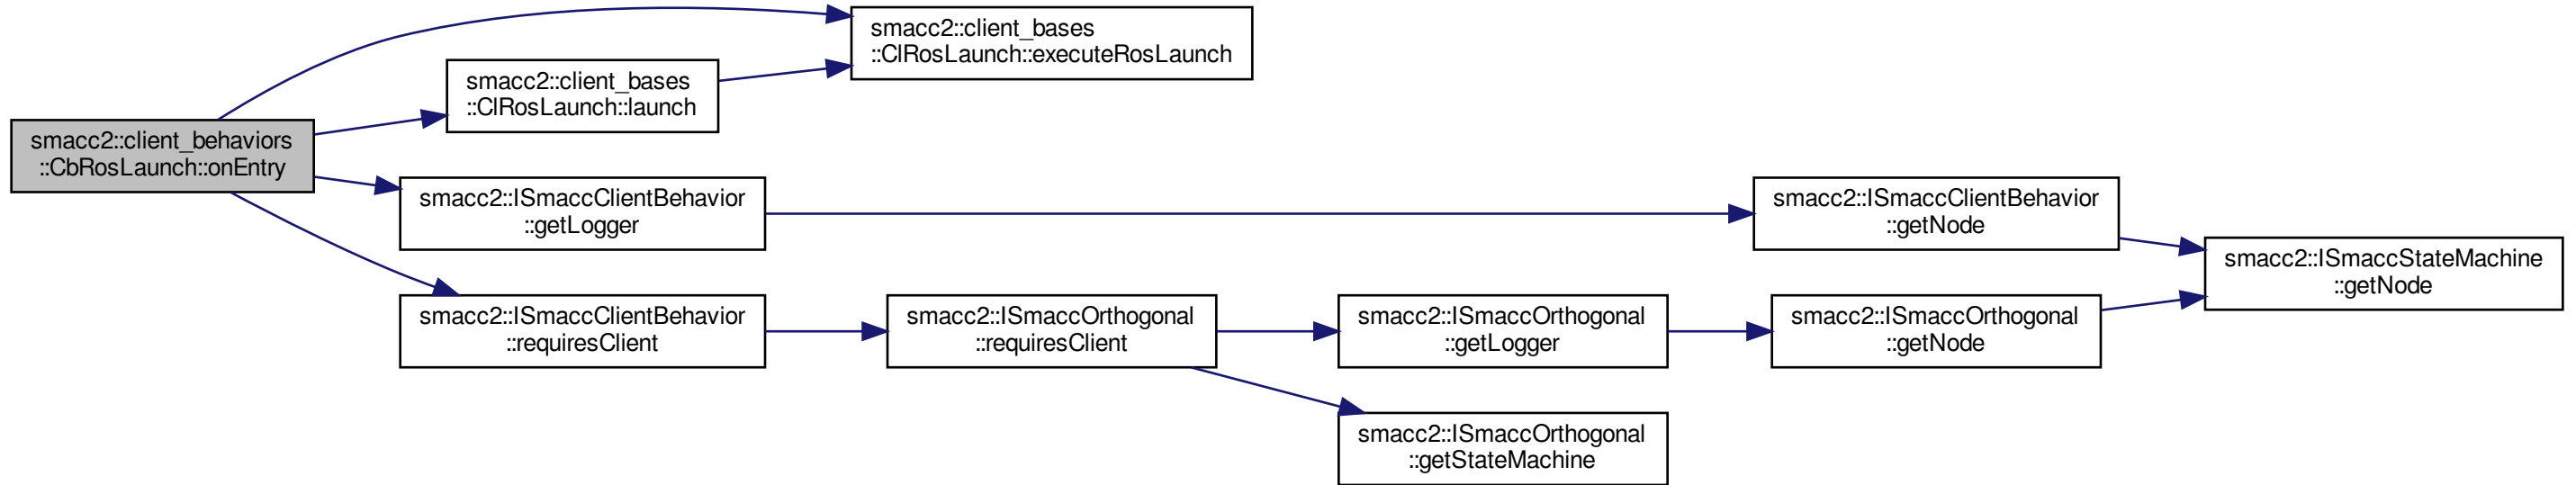 smacc2::client_behaviors
::CbRosLaunch::onEntry
smacc2::client_bases
::ClRosLaunch::executeRosLaunch
smacc2::client_bases
::ClRosLaunch::launch
smacc2::ISmaccClientBehavior
::getLogger
smacc2::ISmaccClientBehavior
::getNode
smacc2::ISmaccStateMachine
::getNode
smacc2::ISmaccClientBehavior
::requiresClient
smacc2::ISmaccOrthogonal
::requiresClient
smacc2::ISmaccOrthogonal
::getLogger
smacc2::ISmaccOrthogonal
::getNode
smacc2::ISmaccOrthogonal
::getStateMachine